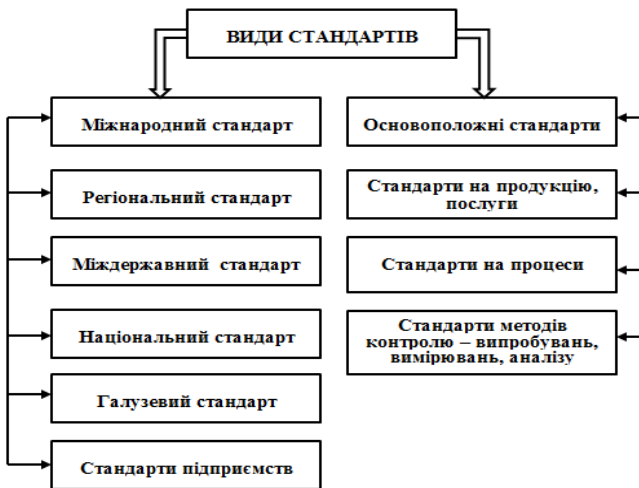 ВИДИ СТАНДАРТІВ
Міжнародний стандарт
Регіональний стандарт
Міждержавний стандарт
Національний стандарт
Галузевий стандарт
Стандарти підприємств
Основоположні стандарти
Стандарти на продукцію,
послуги
Стандарти на процеси
Стандарти методів
контролю – випробувань,
вимірювань, аналізу